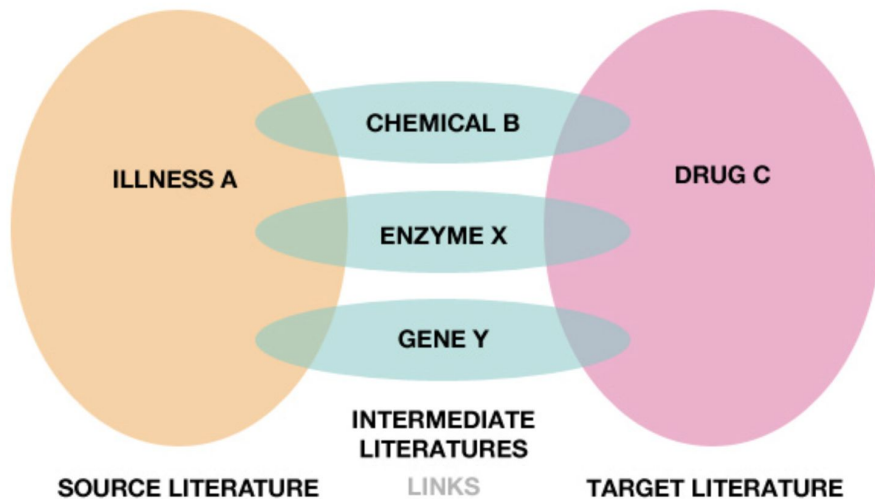 CHEMICAL B
ILLNESS A
DRUG C
ENZYME X
GENE Y
INTERMEDIATE
LITERATURES
SOURCE LITERATURE
LINKS
TARGET LITERATURE